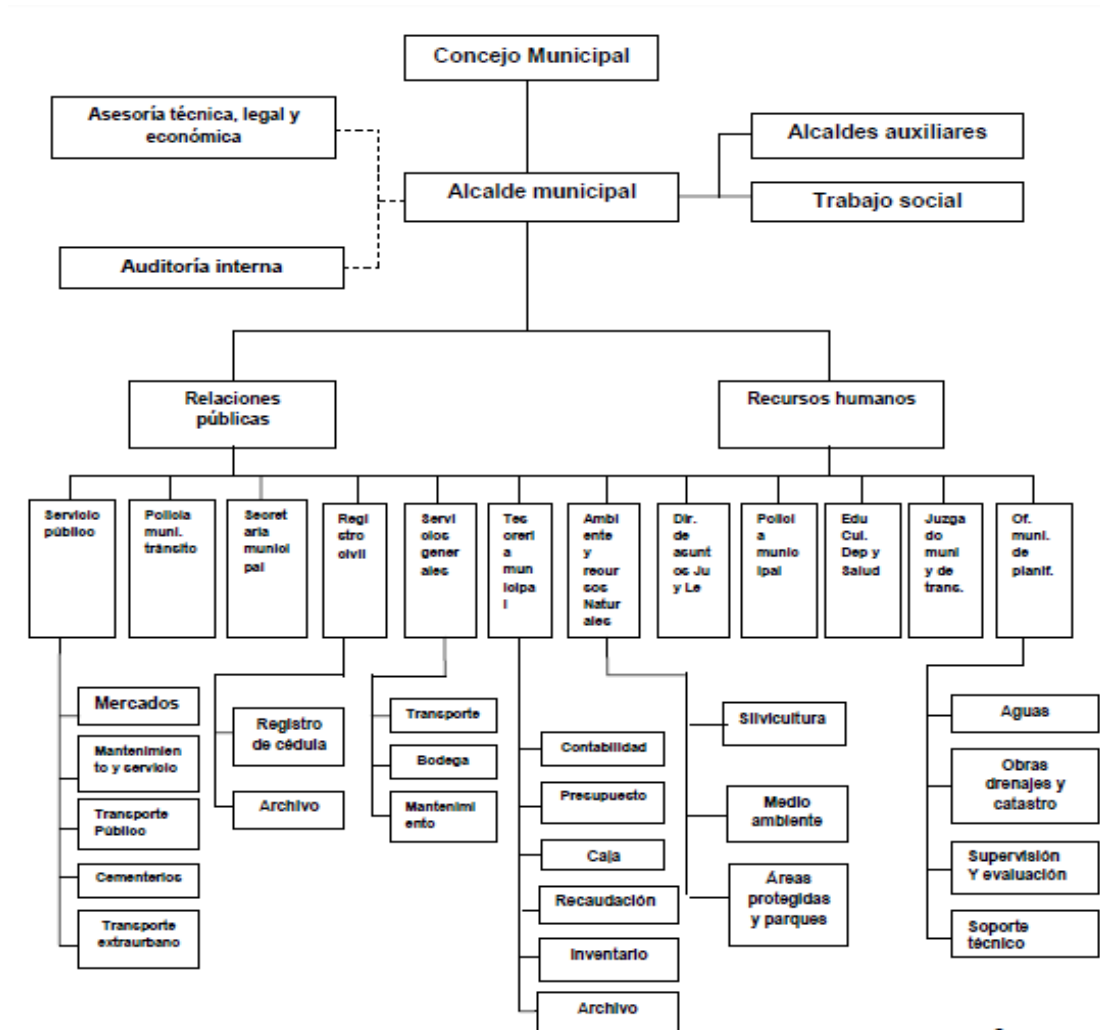 Concejo Municipal
Asesoría técnica, legal y
económica
Alcaldes auxiliares
Alcalde municipal
Trabajo social
Auditoría interna
Relaciones
públicas
Recursos humanos
Servicio
público
Policía
muni.
tránsito
Secret
aria
munici
pal
Regi
stro
civil
Servi
cios
gener
ales
Tes
oreri
a
mun
icipa
l
Ambi
ente
y
recur
sos
Natur
ales
Dir.
de
asunt
os Ju
y Le
Polici
a
munic
ipal
Edu
Cul.
Dep y
Salud
Juzga
do
muni
y de
trans.
Of.
muni.
de
planif.
Mercados
Mantenimien
to y servicio
Transporte
Público
Cementerios
Transporte
extraurbano
Registro
de cédula
Archivo
Transporte
Bodega
Mantenimi
ento
Contabilidad
Presupuesto
Caja
Recaudación
Inventario
Archivo
Silvicultura
Medio
ambiente
Áreas
protegidas
y parques
Aguas
Obras
drenajes y
catastro
Supervisión
Y evaluación
Soporte
técnico